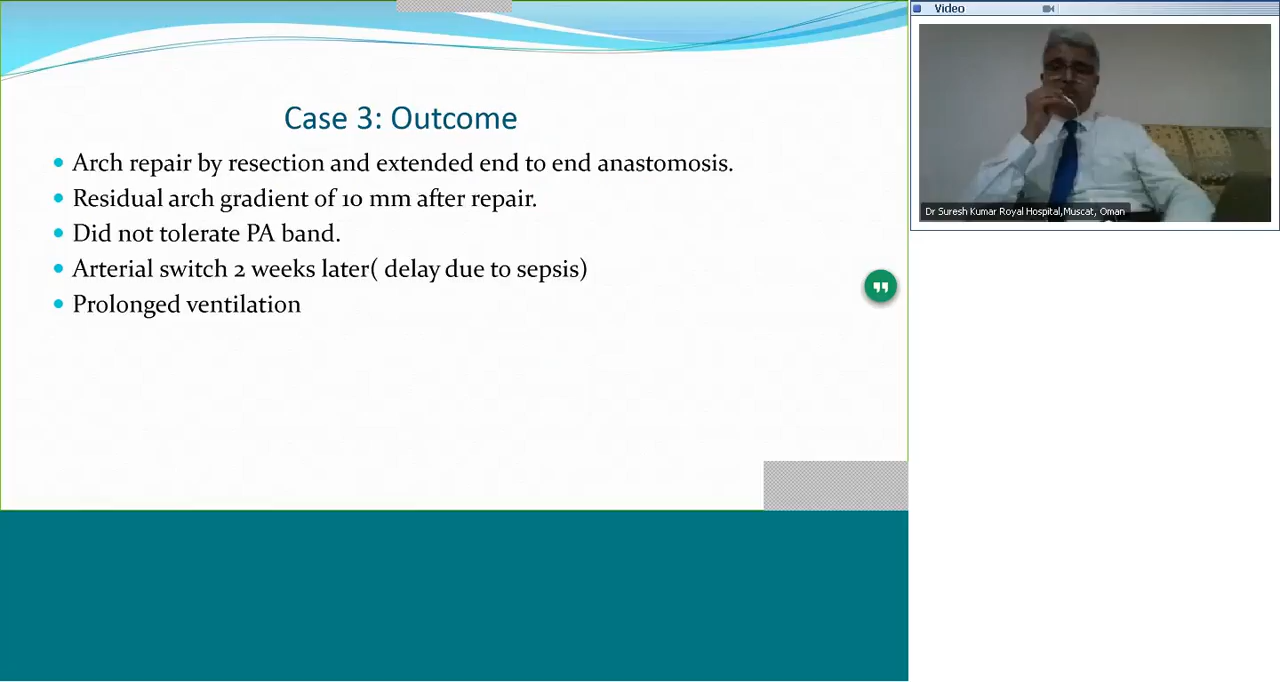 Case 3: Outcome
Arch repair by resection and extended end to end anastomosis.
Residual arch gradient of 10 mm after repair.
Did not tolerate PA band.
Arterial switch 2 weeks later( delay due to sepsis)
Prolonged ventilation
Video
Dr Suresh Kumar Royal Hospital,Muscat, Oman